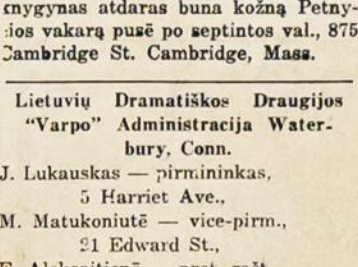 knygynas atdaras buna kožną Petny-
čios vakarą pusė po septintos val., 875
Cambridge St. Cambridge, Mass.
Lietuvių Dramatiškos Draugijos
“Varpo” Administracija Water-
bury, Conn.
J. Lukauskas — pirmininkas,
5 Harriet Ave.,
M. Matukoniutē — vice-pirm.,
21 Edward St.,